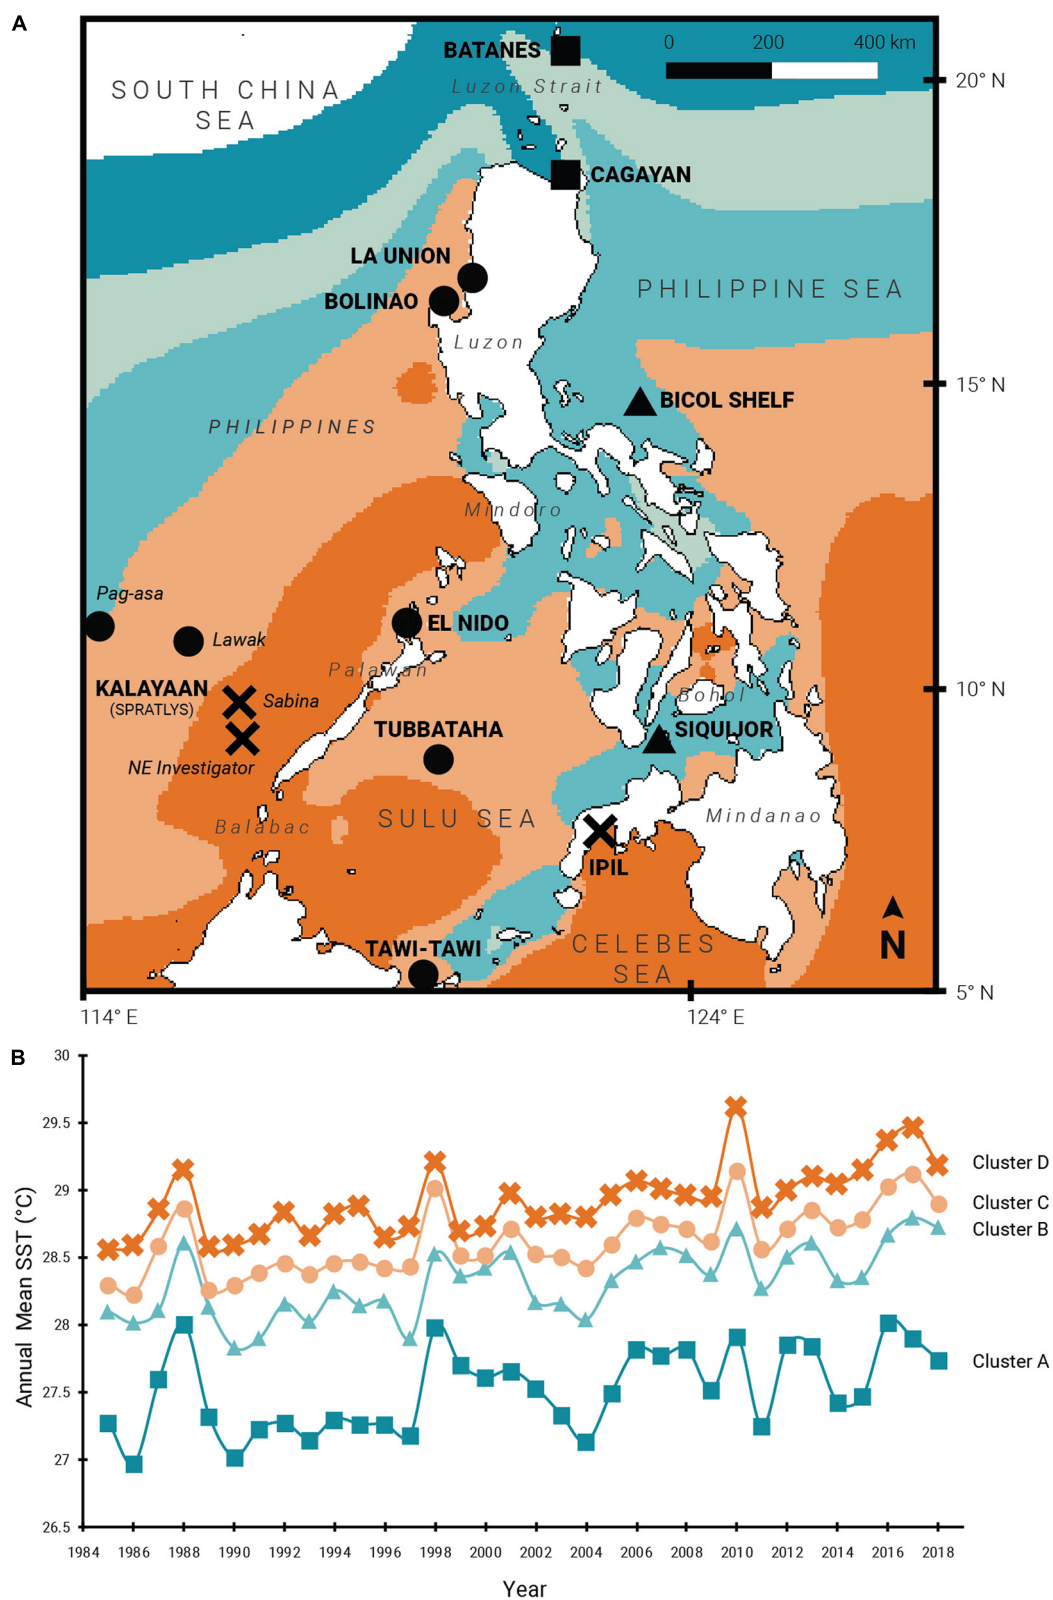 A
BATANES
0 200 400 km
Luzon Strait
SOUTH CHINA
SEA
20° N
CAGAYAN
LA UNION
BOLINAO
PHILIPPINE SEA
Luzon
15° N
BICOL SHELF
PHILIPPINES
Mindoro
Pag-asa
Lawak
EL NIDO
Palawan
KALAYAAN
(SPRATLYS)
Sabina
10° N
Bohol
TUBBATAHA
SIQUIJOR
NE Investigator
SULU SEA
Mindanao
Balabac
IPIL
TAWI-TAWI
CELEBES
SEA
N
5° N
114° E
124° E
B
30
29.5
29
28.5
28
27.5
27
26.5
Annual Mean SST (°C)
Cluster D
Cluster C
Cluster B
Cluster A
1984 1986 1988 1990 1992 1994 1996 1998 2000 2002 2004 2006 2008 2010 2012 2014 2016 2018
Year